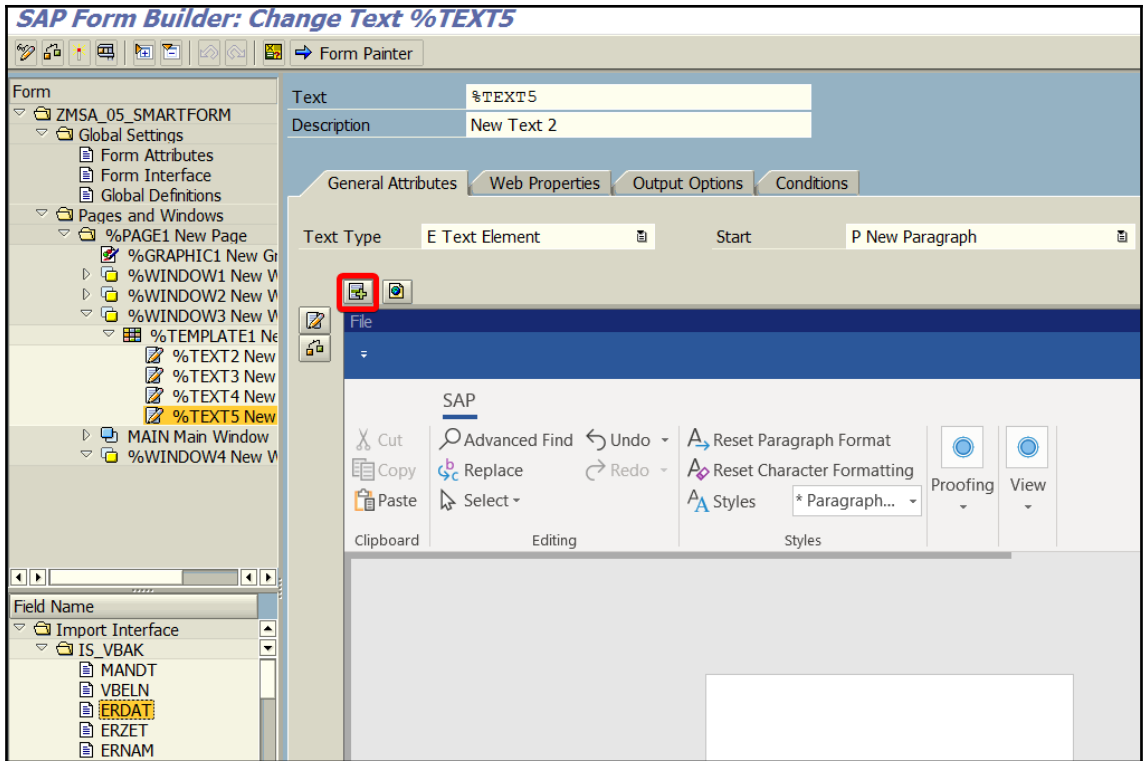 SAP Form Builder: Change Text %TEXT5
Form Painter
Form
ZMSA_05_SMARTFORM
Global Settings
Form Attributes
Form Interface
Global Definitions
Pages and Windows
%PAGE1 New Page
%GRAPHIC1 New Gr
%WINDOW1 New W
%WINDOW2 New W
%WINDOW3 New W
%TEMPLATE1 Ne
%TEXT2 New
%TEXT3 New
%TEXT4 New
%TEXT5 New
MAIN Main Window
%WINDOW4 New W
Field Name
Import Interface
IS_VBAK
MANDT
VBELN
ERDAT
ERZET
ERNAM
Text %TEXT5
Description New Text 2
General Attributes Web Properties Output Options Conditions
Text Type E Text Element Start P New Paragraph
File
SAP
Cut Advanced Find Undo Reset Paragraph Format
Copy Replace Redo Reset Character Formatting
Paste Select Styles * Paragraph... Proofing View
Clipboard Editing Styles